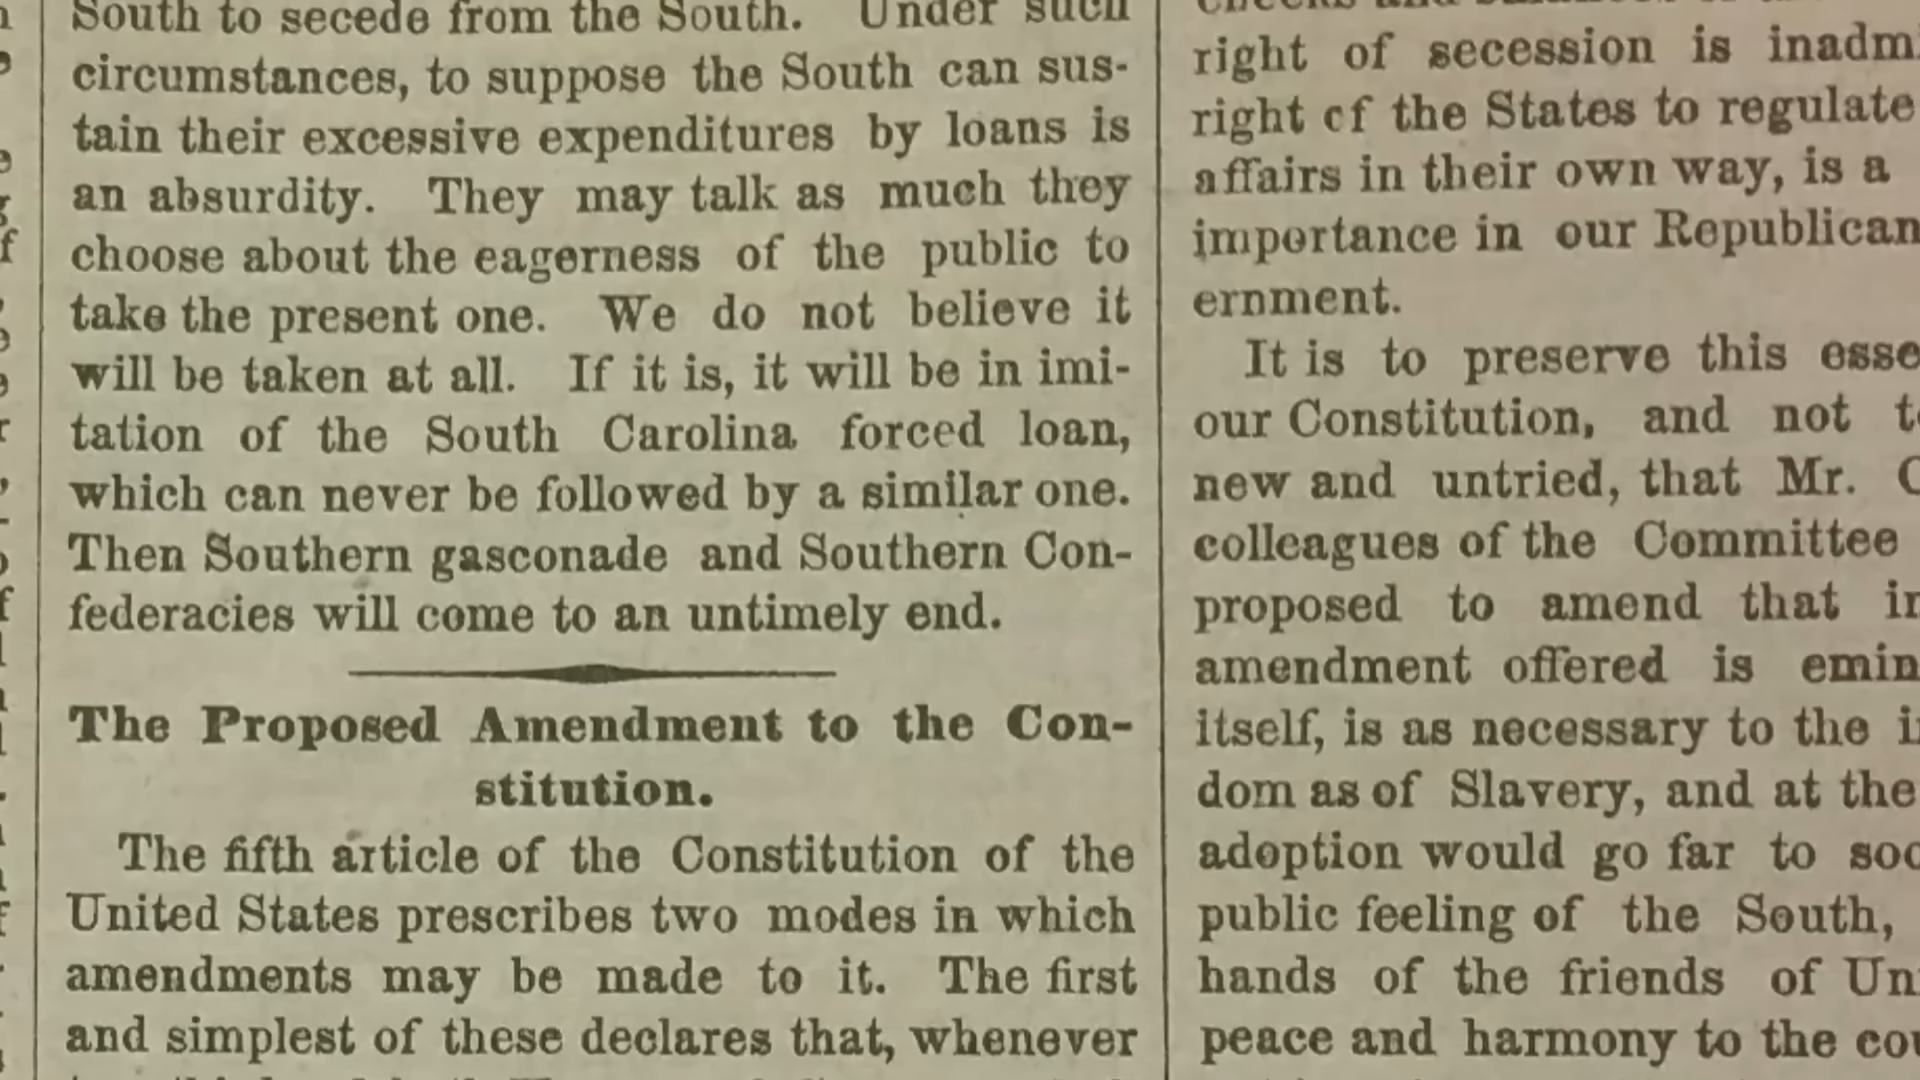 South to secede from the South. Under such
circumstances, to suppose the South can sus-
tain their excessive expenditures by loans is
an absurdity. They may talk as much they
choose about the eagerness of the public to
take the present one. We do not believe it
will be taken at all. If it is, it will be in imi-
tation of the South Carolina forced loan,
which can never be followed by a similar one.
Then Southern gasconade and Southern Con-
federacies will come to an untimely end.
The Proposed Amendment to the Con-
stitution.
The fifth article of the Constitution of the
United States prescribes two modes in which
amendments may be made to it. The first
and simplest of these declares that, whenever
right of secession is
right cf the States to regulate
affairs in their own way, is a
importance in our Republican
ernment.
It is to preserve this
our Constitution, and not
new and untried, that Mr.
colleagues of the Committee
proposed to amend that
amendment offered is
itself, is as necessary to the
dom as of Slavery, and at the
adoption would go far to
public feeling of the South,
hands of the friends of
peace and harmony to the